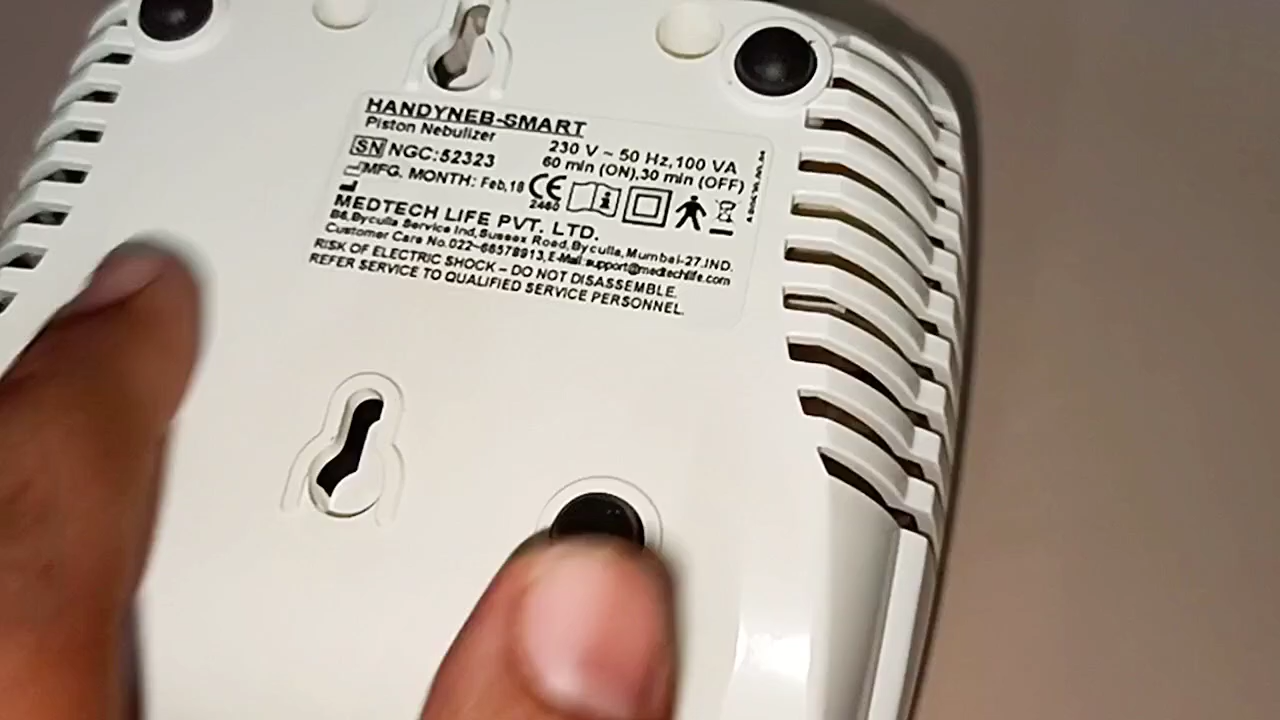 HANDYNEB-SMART
Piston Nebulizer
230 V ~ 50 Hz,100 VA
SN NGC:52323
60 min (ON),30 min (OFF)
MFG. MONTH: Feb,18
CE
2460
MEDTECH LIFE PVT. LTD.
B6,Byculla Service Ind,Sussex Road,Byculla,Mumbai-27.IND.
Customer Care No.022-66578913,E-Mail:support@medtechlife.com
RISK OF ELECTRIC SHOCK – DO NOT DISASSEMBLE.
REFER SERVICE TO QUALIFIED SERVICE PERSONNEL.